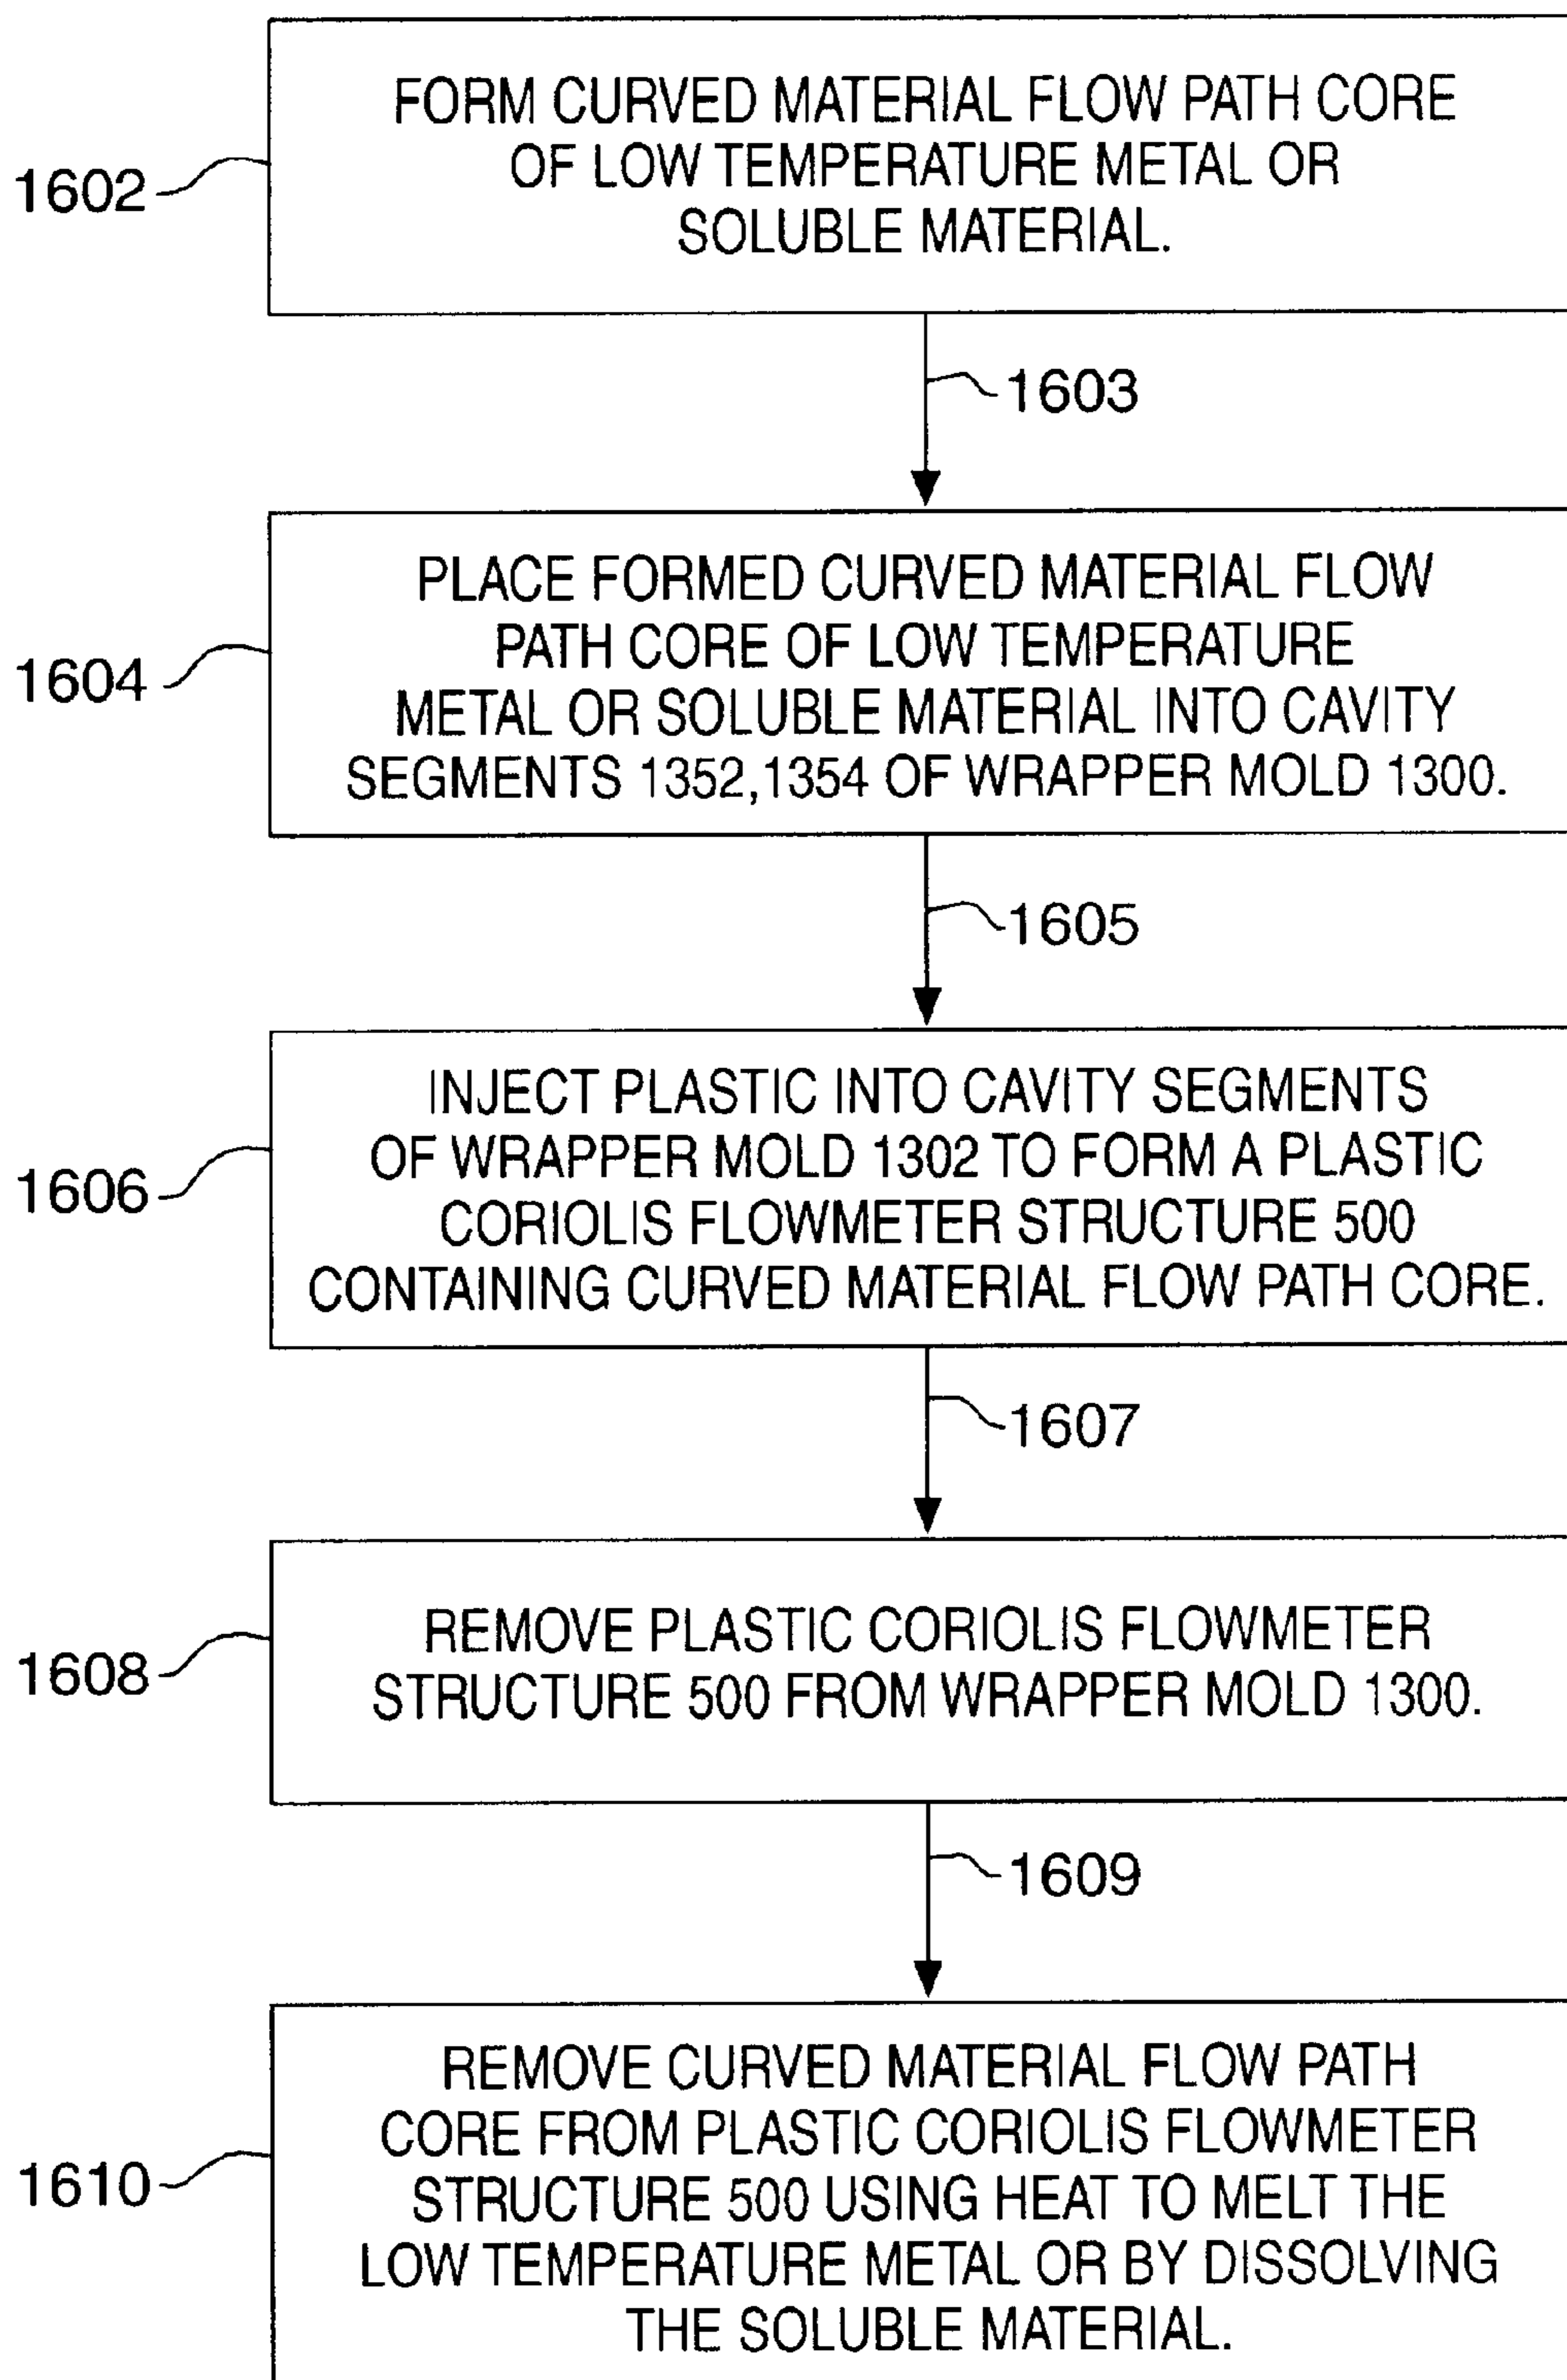 FORM CURVED MATERIAL FLOW PATH CORE
OF LOW TEMPERATURE METAL OR
SOLUBLE MATERIAL.
1602
1603
PLACE FORMED CURVED MATERIAL FLOW
PATH CORE OF LOW TEMPERATURE
METAL OR SOLUBLE MATERIAL INTO CAVITY
SEGMENTS 1352,1354 OF WRAPPER MOLD 1300.
1604
1605
INJECT PLASTIC INTO CAVITY SEGMENTS
OF WRAPPER MOLD 1302 TO FORM A PLASTIC
CORIOLIS FLOWMETER STRUCTURE 500
CONTAINING CURVED MATERIAL FLOW PATH CORE.
1606
1607
REMOVE PLASTIC CORIOLIS FLOWMETER
STRUCTURE 500 FROM WRAPPER MOLD 1300.
1608
1609
REMOVE CURVED MATERIAL FLOW PATH
CORE FROM PLASTIC CORIOLIS FLOWMETER
STRUCTURE 500 USING HEAT TO MELT THE
LOW TEMPERATURE METAL OR BY DISSOLVING
THE SOLUBLE MATERIAL.
1610